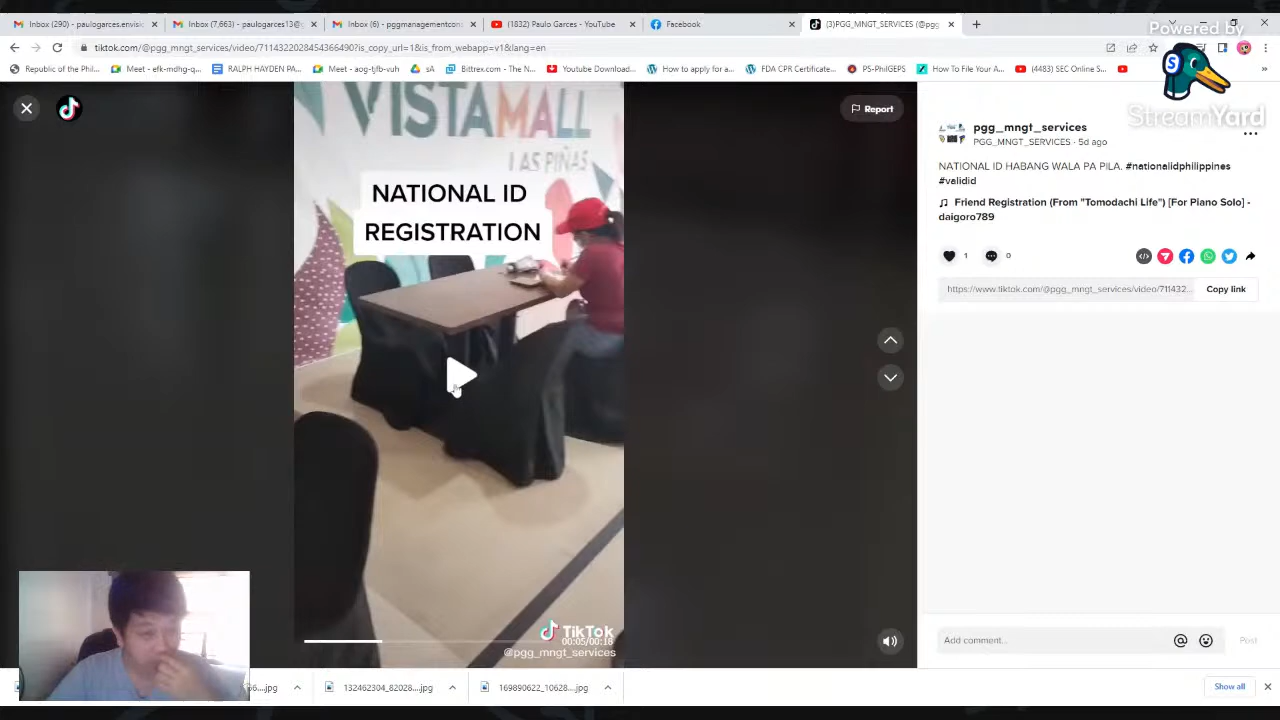 Inbox (290) - paulogarces.envisio
Inbox (7,663) - paulogarces13@g
Inbox (6) - pggmanagementcons
(1832) Paulo Garces - YouTube
Facebook
(3)PGG_MNGT_SERVICES (@pgg
Powered by
tiktok.com/@pgg_mngt_services/video/7114322028454366490?is_copy_url=1&is_from_webapp=v1&lang=en
Republic of the Phil...
Meet - efk-mdhg-q...
RALPH HAYDEN PA...
Meet - aog-tjfb-vuh
sA
Bittrex.com - The N...
Youtube Download...
How to apply for a...
FDA CPR Certificate...
PS-PhilGEPS
How To File Your A...
(4483) SEC Online S...
StreamYard
VISTAMALL
LAS PIÑAS
Report
NATIONAL ID
REGISTRATION
pgg_mngt_services
PGG_MNGT_SERVICES · 5d ago
NATIONAL ID HABANG WALA PA PILA. #nationalidphilippines
#validid
Friend Registration (From "Tomodachi Life") [For Piano Solo] -
daigoro789
1
0
https://www.tiktok.com/@pgg_mngt_services/video/711432...
Copy link
TikTok
00:05/00:18
@pgg_mngt_services
Add comment...
Post
132462304_82028....jpg
169890622_10628....jpg
Show all